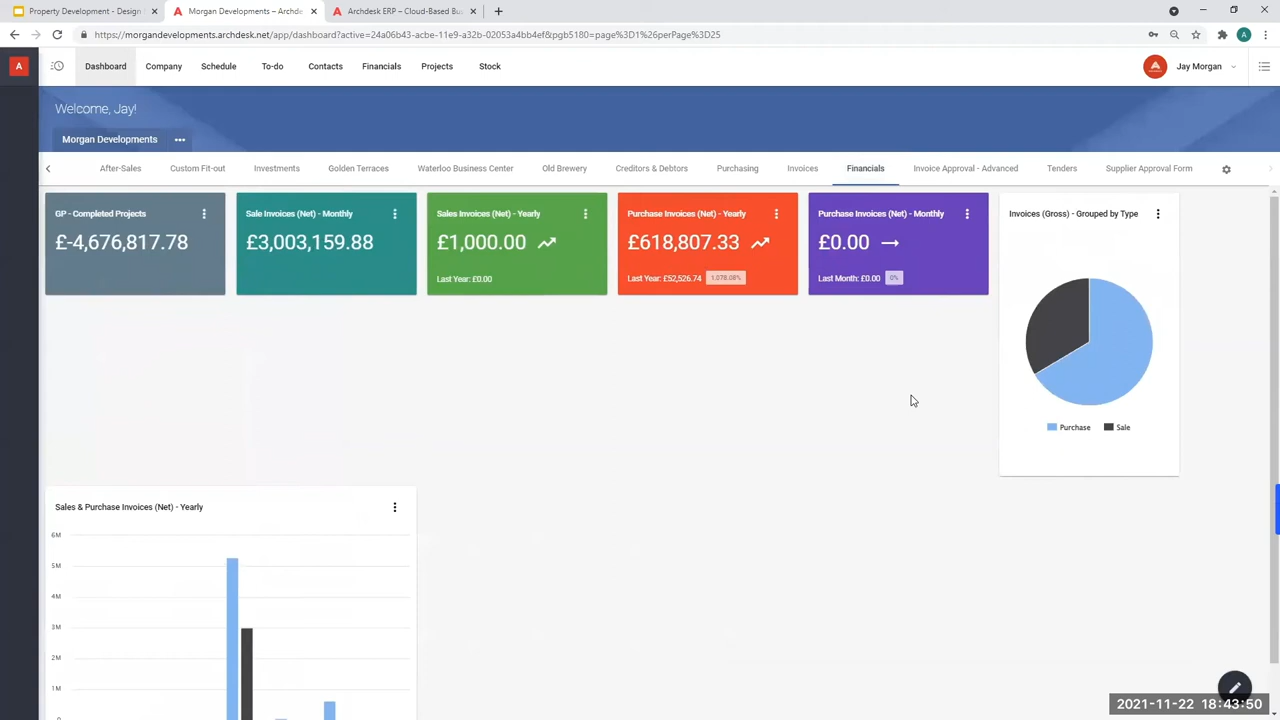 Property Development - Design
Morgan Developments – Archde
Archdesk ERP – Cloud-Based Bus
https://morgandevelopments.archdesk.net/app/dashboard?active=24a06b43-acbe-11e9-a32b-02053a4bb4ef&pgb5180=page%3D1%26perPage%3D25
A
A
Dashboard
Company
Schedule
To-do
Contacts
Financials
Projects
Stock
Jay Morgan
Welcome, Jay!
Morgan Developments
After-Sales
Custom Fit-out
Investments
Golden Terraces
Waterloo Business Center
Old Brewery
Creditors & Debtors
Purchasing
Invoices
Financials
Invoice Approval - Advanced
Tenders
Supplier Approval Form
GP - Completed Projects
£-4,676,817.78
Sale Invoices (Net) - Monthly
£3,003,159.88
Sales Invoices (Net) - Yearly
£1,000.00
Last Year: £0.00
Purchase Invoices (Net) - Yearly
£618,807.33
Last Year: £52,526.74 1,078.08%
Purchase Invoices (Net) - Monthly
£0.00
Last Month: £0.00 0%
Invoices (Gross) - Grouped by Type
Purchase
Sale
Sales & Purchase Invoices (Net) - Yearly
6M
5M
4M
3M
2M
1M
2021-11-22 18:43:50